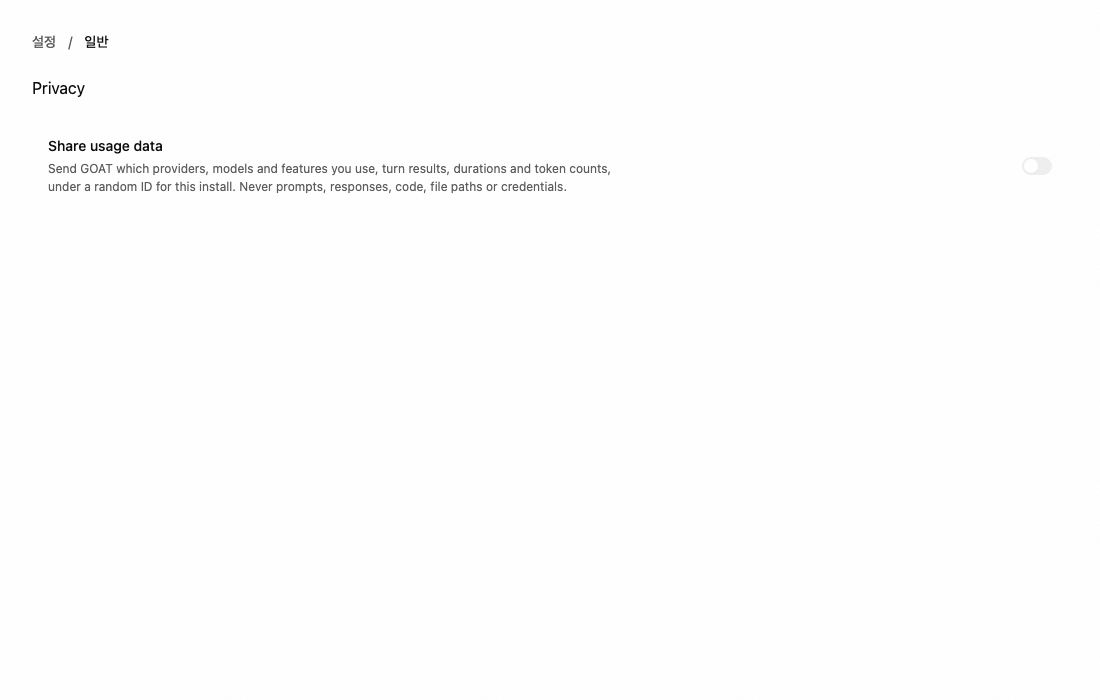 설정 / 일반
Privacy
Share usage data
Send GOAT which providers, models and features you use, turn results, durations and token counts,
under a random ID for this install. Never prompts, responses, code, file paths or credentials.